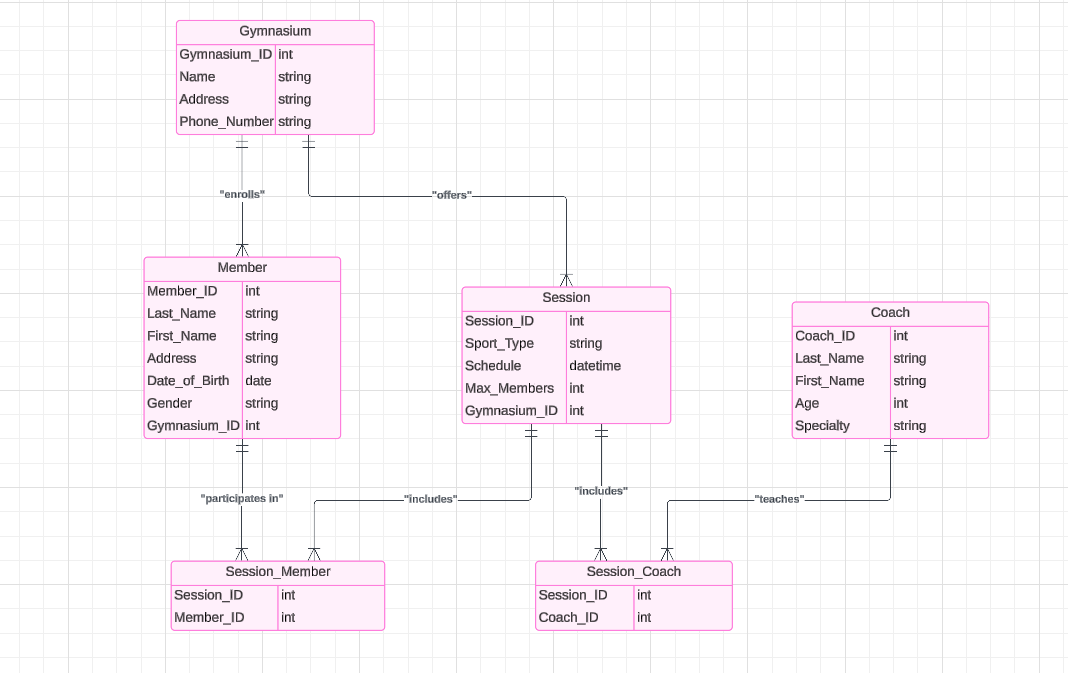 Gymnasium
Gymnasium_ID int
Name string
Address string
Phone_Number string
"enrolls"
"offers"
Member
Member_ID int
Last_Name string
First_Name string
Address string
Date_of_Birth date
Gender string
Gymnasium_ID int
Session
Session_ID int
Sport_Type string
Schedule datetime
Max_Members int
Gymnasium_ID int
Coach
Coach_ID int
Last_Name string
First_Name string
Age int
Specialty string
"participates in"
"includes"
"includes"
"teaches"
Session_Member
Session_ID int
Member_ID int
Session_Coach
Session_ID int
Coach_ID int